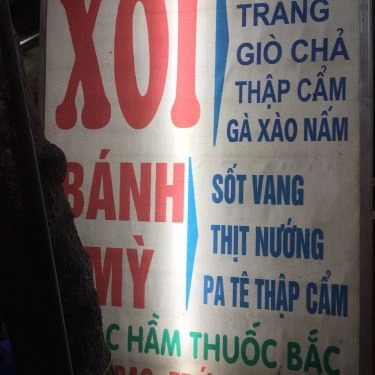 XÔI
TRẮNG
GIÒ CHẢ
THẬP CẨM
GÀ XÀO NẤM
BÁNH
MỲ
SỐT VANG
THỊT NƯỚNG
PA TÊ THẬP CẨM
HẦM THUỐC BẮC